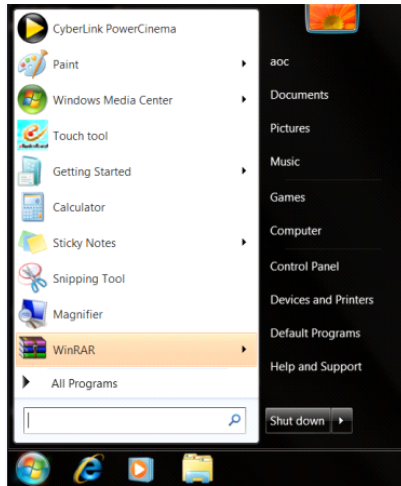 CyberLink PowerCinema
Paint
Windows Media Center
Touch tool
Getting Started
Calculator
Sticky Notes
Snipping Tool
Magnifier
WinRAR
All Programs
aoc
Documents
Pictures
Music
Games
Computer
Control Panel
Devices and Printers
Default Programs
Help and Support
Shut down